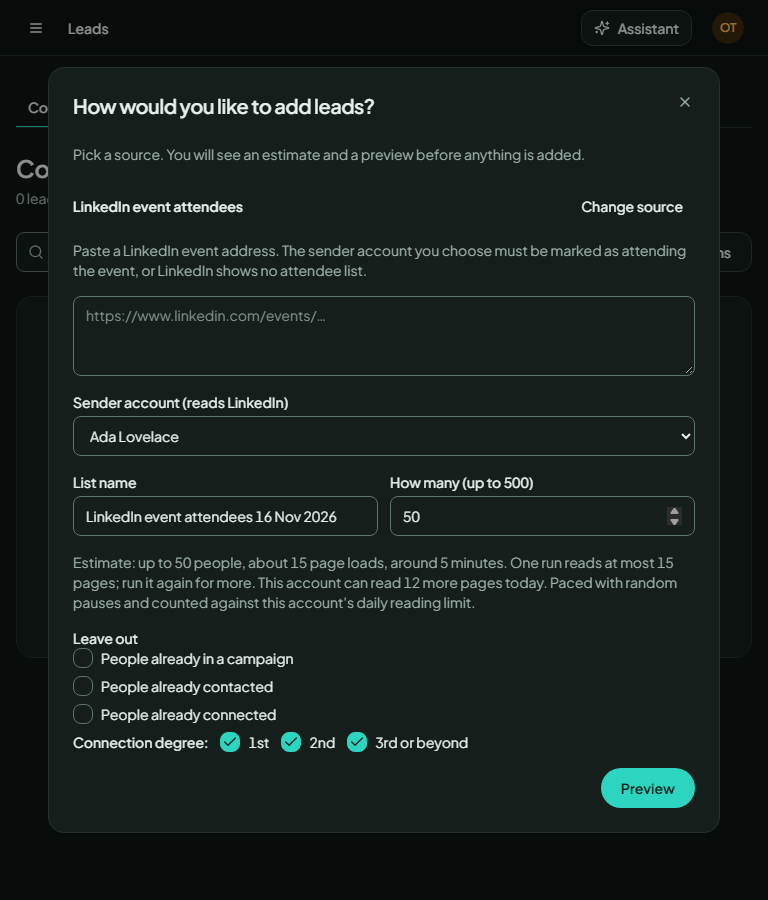 Leads
Assistant
OT
Co
How would you like to add leads?
Pick a source. You will see an estimate and a preview before anything is added.
Co
0 lea
LinkedIn event attendees
Change source
ns
Paste a LinkedIn event address. The sender account you choose must be marked as attending
the event, or LinkedIn shows no attendee list.
https://www.linkedin.com/events/…
Sender account (reads LinkedIn)
Ada Lovelace
List name
How many (up to 500)
LinkedIn event attendees 16 Nov 2026
50
Estimate: up to 50 people, about 15 page loads, around 5 minutes. One run reads at most 15
pages; run it again for more. This account can read 12 more pages today. Paced with random
pauses and counted against this account's daily reading limit.
Leave out
People already in a campaign
People already contacted
People already connected
Connection degree: 1st 2nd 3rd or beyond
Preview